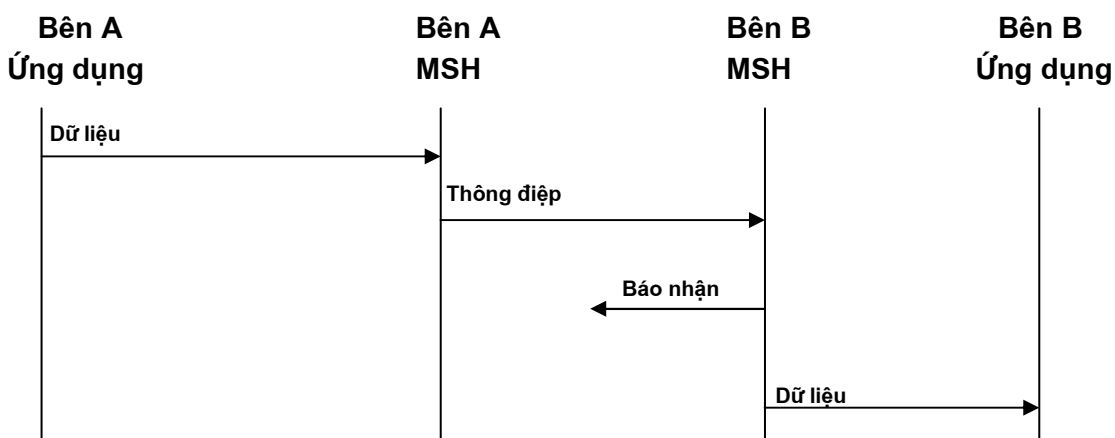 Bên A
Ứng dụng
Bên A
MSH
Bên B
MSH
Bên B
Ứng dụng
Dữ liệu
Thông điệp
Báo nhận
Dữ liệu